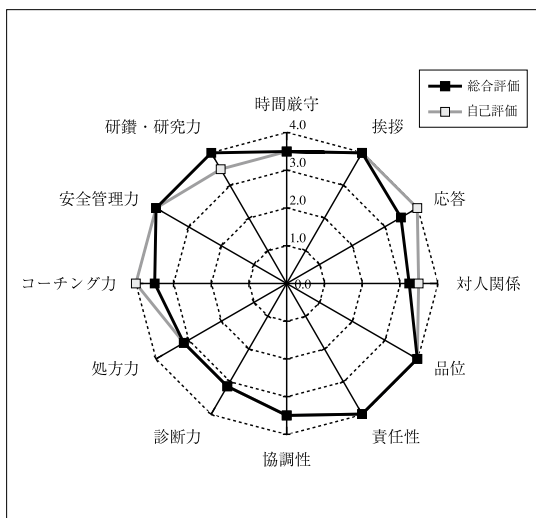 総合評価
自己評価
時間厳守
挨拶
応答
対人関係
品位
責任性
協調性
診断力
処方力
コーチング力
安全管理力
研鑽・研究力
4.0
3.0
2.0
1.0
0.0